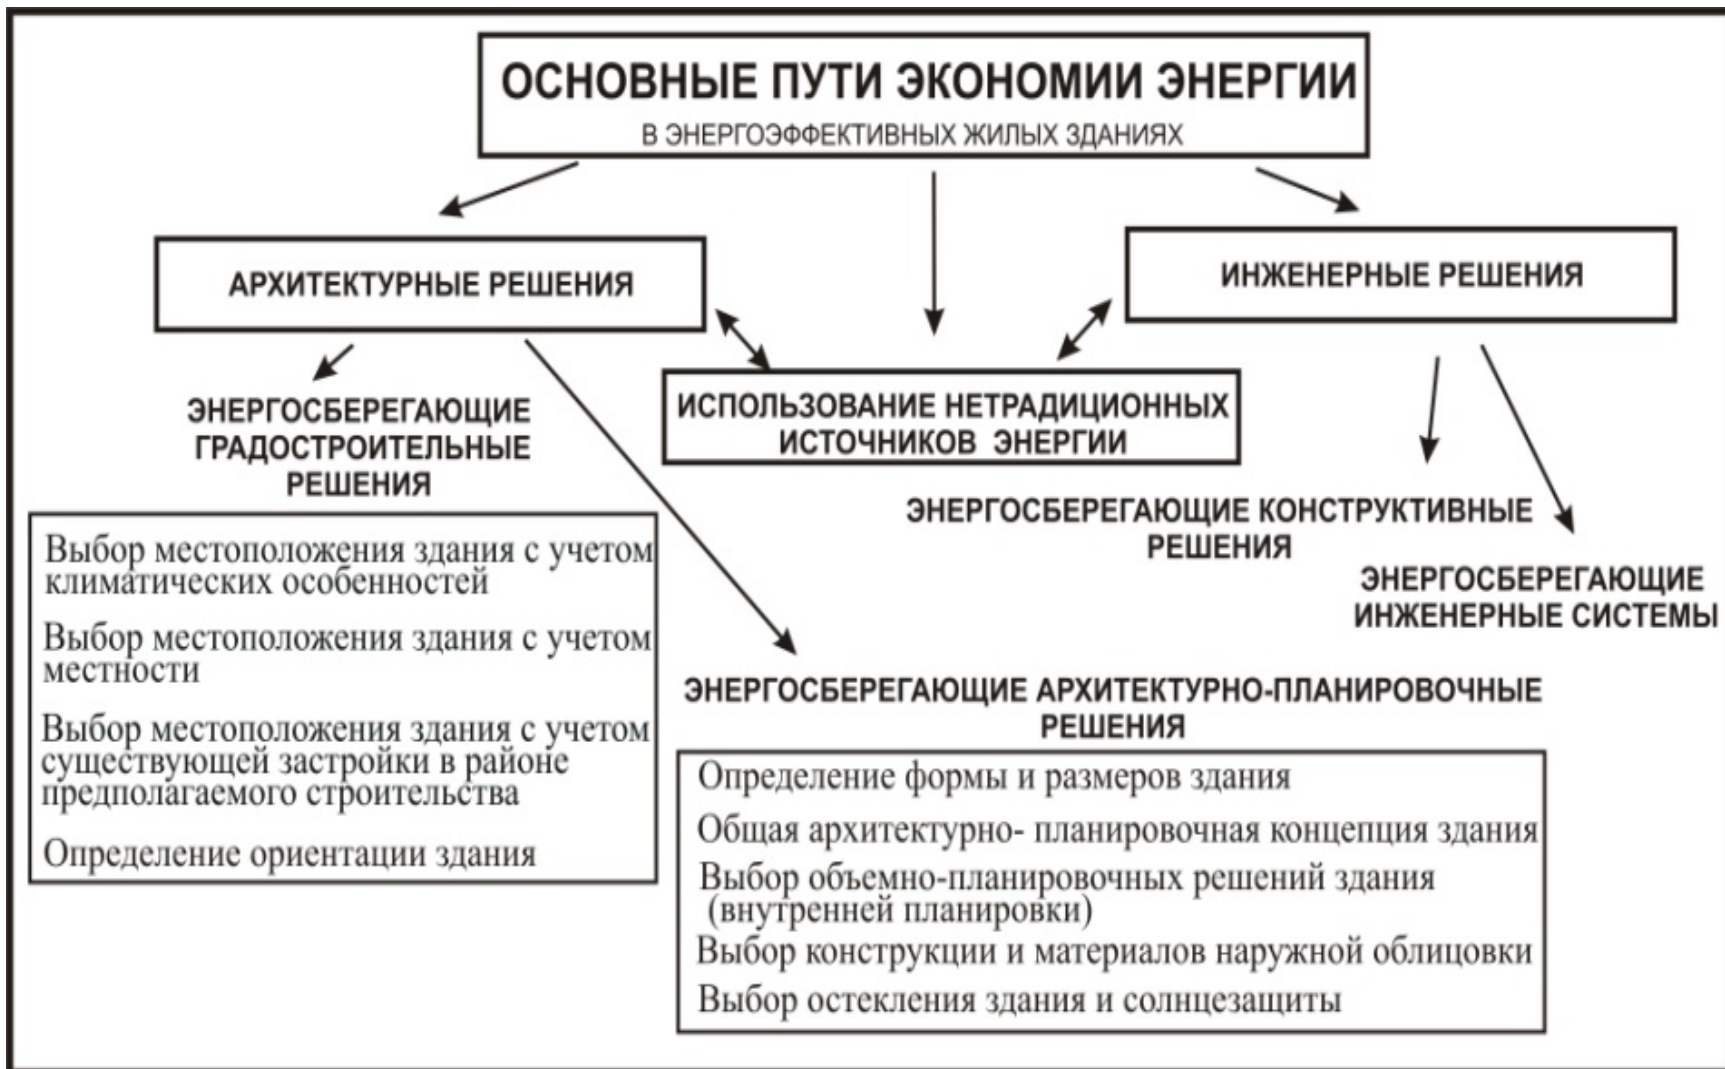 ОСНОВНЫЕ ПУТИ ЭКОНОМИИ ЭНЕРГИИ
В ЭНЕРГОЭФФЕКТИВНЫХ ЖИЛЫХ ЗДАНИЯХ
АРХИТЕКТУРНЫЕ РЕШЕНИЯ
ИНЖЕНЕРНЫЕ РЕШЕНИЯ
ИСПОЛЬЗОВАНИЕ НЕТРАДИЦИОННЫХ
ИСТОЧНИКОВ ЭНЕРГИИ
ЭНЕРГОСБЕРЕГАЮЩИЕ
ГРАДОСТРОИТЕЛЬНЫЕ
РЕШЕНИЯ
Выбор местоположения здания с учетом
климатических особенностей
Выбор местоположения здания с учетом
местности
Выбор местоположения здания с учетом
существующей застройки в районе
предполагаемого строительства
Определение ориентации здания
ЭНЕРГОСБЕРЕГАЮЩИЕ КОНСТРУКТИВНЫЕ
РЕШЕНИЯ
ЭНЕРГОСБЕРЕГАЮЩИЕ
ИНЖЕНЕРНЫЕ СИСТЕМЫ
ЭНЕРГОСБЕРЕГАЮЩИЕ АРХИТЕКТУРНО-ПЛАНИРОВОЧНЫЕ
РЕШЕНИЯ
Определение формы и размеров здания
Общая архитектурно- планировочная концепция здания
Выбор объемно-планировочных решений здания
(внутренней планировки)
Выбор конструкции и материалов наружной облицовки
Выбор остекления здания и солнцезащиты